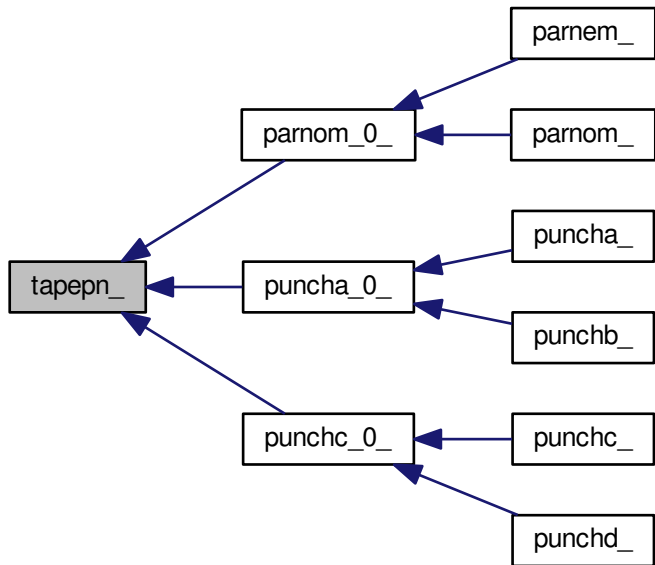 parnem_
parnom_0_
parnom_
puncha_
tapepn_
puncha_0_
punchb_
punchc_0_
punchc_
punchd_